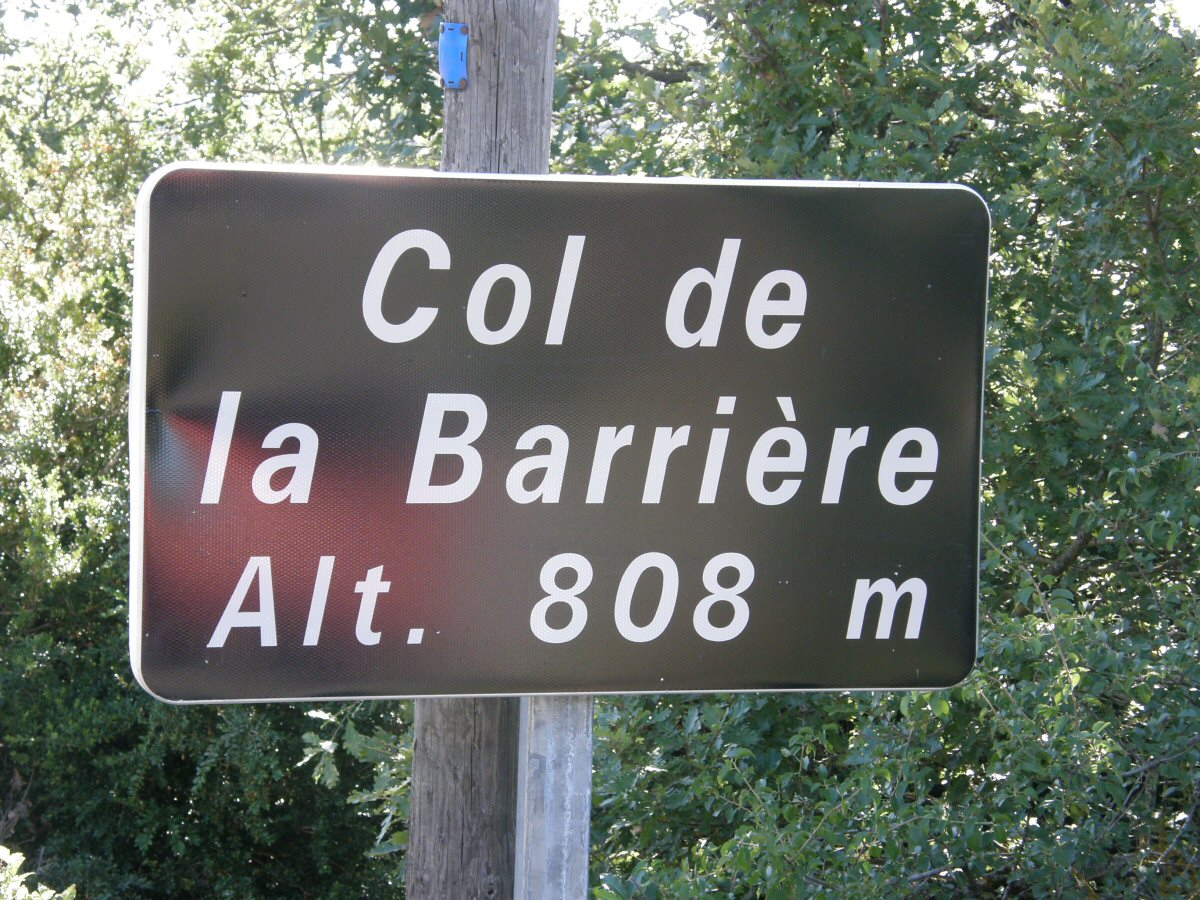 Col de
la Barrière
Alt. 808 m